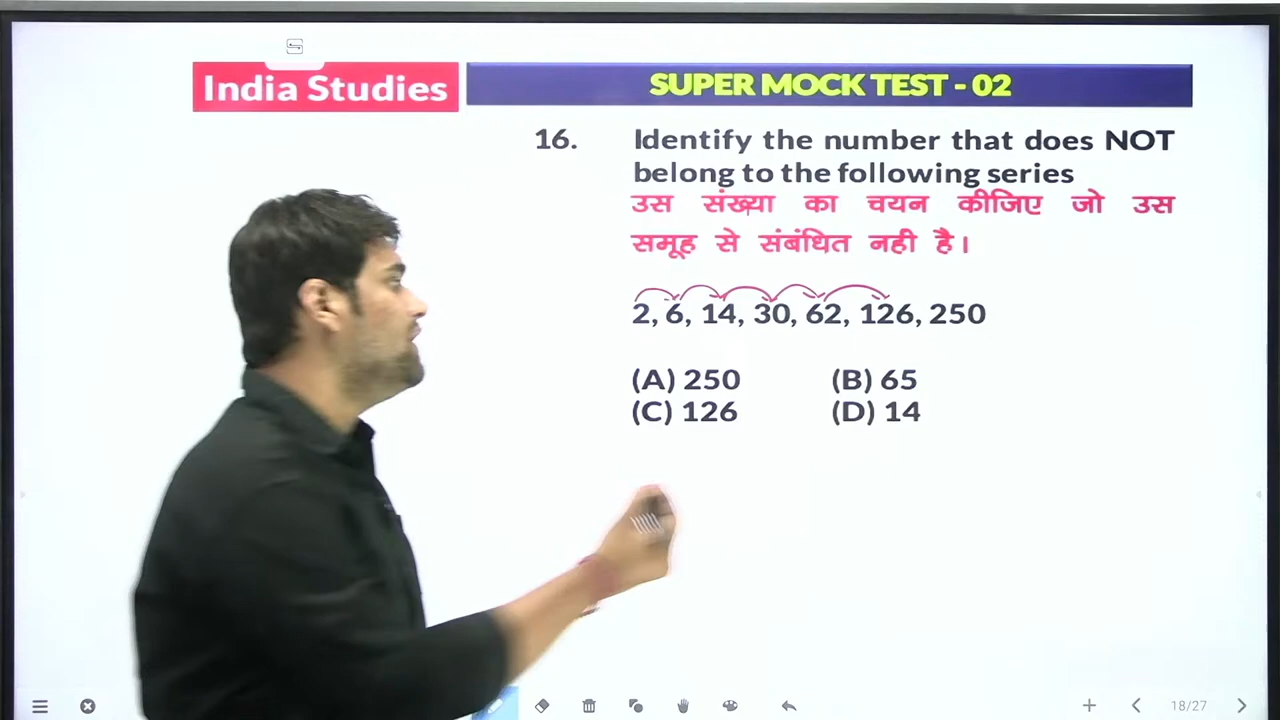 India Studies
SUPER MOCK TEST - 02
16. Identify the number that does NOT
belong to the following series
उस संख्या का चयन कीजिए जो उस
समूह से संबंधित नही है।
2, 6, 14, 30, 62, 126, 250
(A) 250 (B) 65
(C) 126 (D) 14
18/27